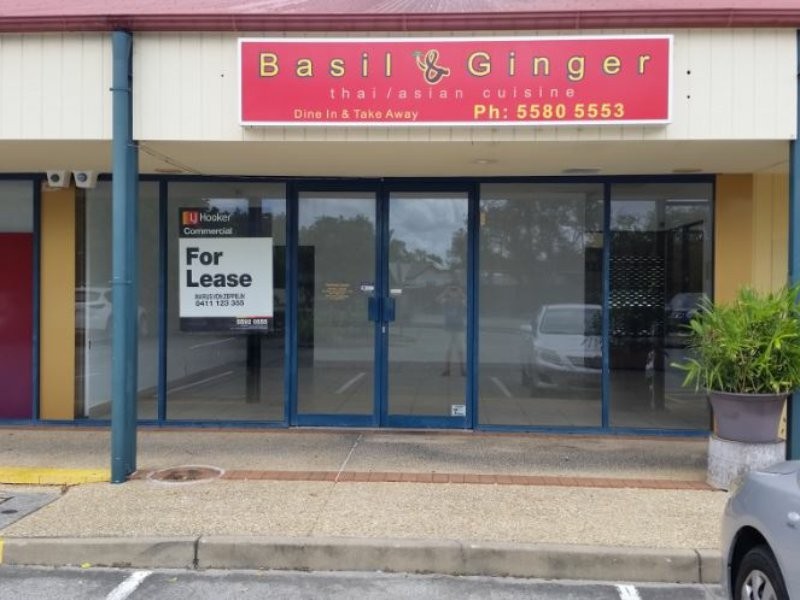 Basil & Ginger
thai/asian cuisine
Dine In & Take Away Ph: 5580 5553
LJ Hooker
Commercial
For
Lease
0411 123 355